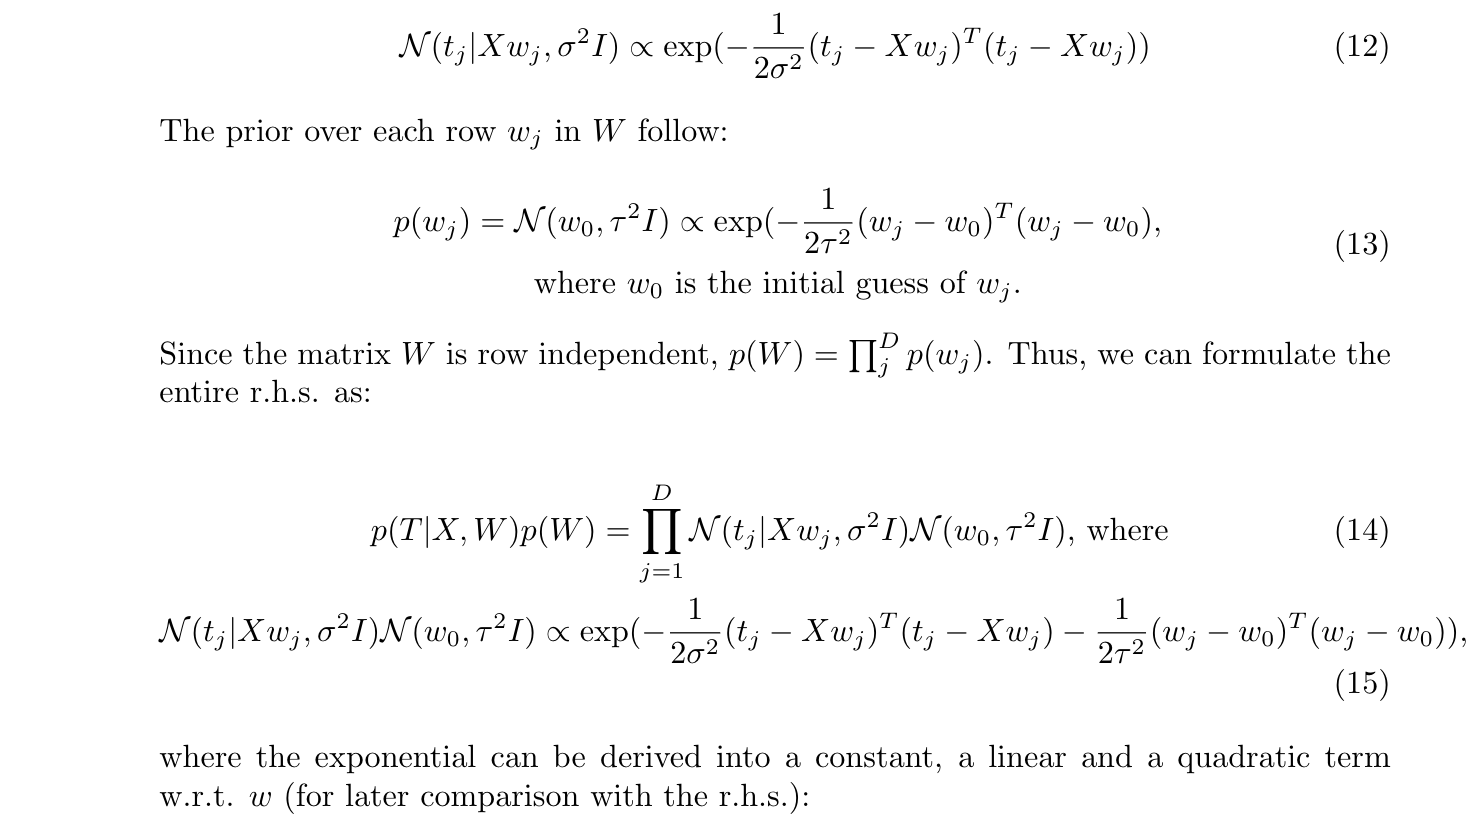 𝒩(t_j|Xw_j, σ²I) ∝ exp(−\frac{1}{2σ²}(t_j − Xw_j)^T(t_j − Xw_j)) (12)
The prior over each row w_j in W follow:
p(w_j) = 𝒩(w_0, τ²I) ∝ exp(−\frac{1}{2τ²}(w_j − w_0)^T(w_j − w_0),
(13)
where w_0 is the initial guess of w_j.
Since the matrix W is row independent, p(W) = ∏_j^D p(w_j). Thus, we can formulate the
entire r.h.s. as:
p(T|X, W)p(W) = ∏_{j=1}^{D} 𝒩(t_j|Xw_j, σ²I)𝒩(w_0, τ²I), where (14)
𝒩(t_j|Xw_j, σ²I)𝒩(w_0, τ²I) ∝ exp(−\frac{1}{2σ²}(t_j − Xw_j)^T(t_j − Xw_j) − \frac{1}{2τ²}(w_j − w_0)^T(w_j − w_0)),
(15)
where the exponential can be derived into a constant, a linear and a quadratic term
w.r.t. w (for later comparison with the r.h.s.):